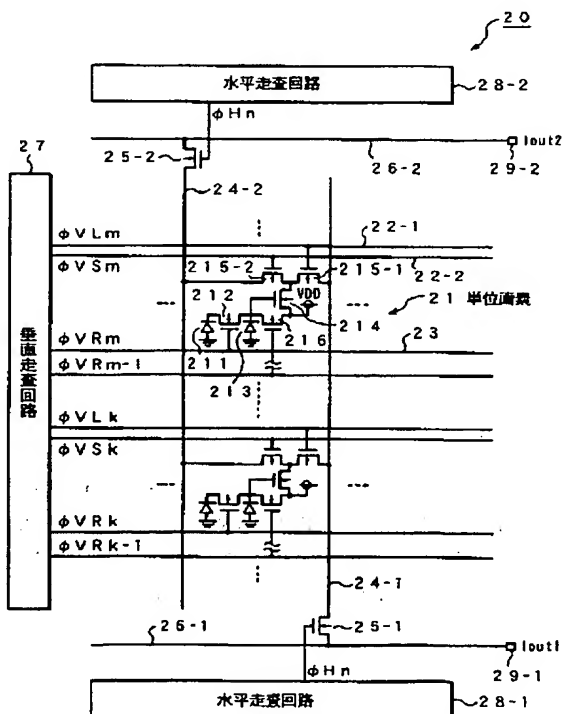 20
水平走査回路
28-2
φHn
27
25-2
Iout2
26-2
29-2
24-2
φVLm
22-1
φVSm
215-2
215-1
22-2
VDD
212
21 単位画素
214
垂直走査回路
216
φVRm
23
211
φVRm-1
213
φVLk
φVSk
φVRk
φVRk-1
24-1
26-1
25-1
Iout1
φHn
29-1
水平走査回路
28-1